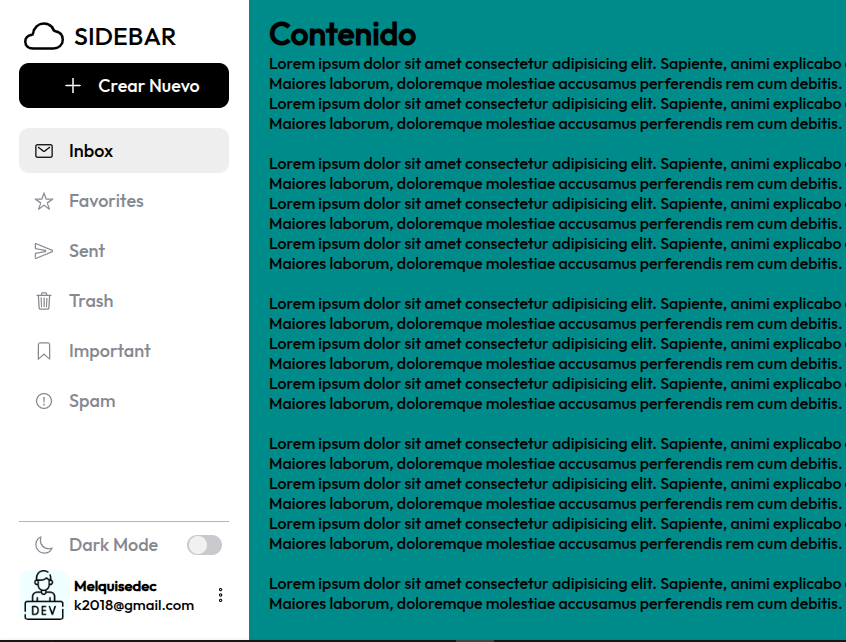 SIDEBAR
Crear Nuevo
Inbox
Favorites
Sent
Trash
Important
Spam
Dark Mode
DEV
Melquisedec
k2018@gmail.com
Contenido
Lorem ipsum dolor sit amet consectetur adipisicing elit. Sapiente, animi explicabo
Maiores laborum, doloremque molestiae accusamus perferendis rem cum debitis.
Lorem ipsum dolor sit amet consectetur adipisicing elit. Sapiente, animi explicabo
Maiores laborum, doloremque molestiae accusamus perferendis rem cum debitis.
Lorem ipsum dolor sit amet consectetur adipisicing elit. Sapiente, animi explicabo
Maiores laborum, doloremque molestiae accusamus perferendis rem cum debitis.
Lorem ipsum dolor sit amet consectetur adipisicing elit. Sapiente, animi explicabo
Maiores laborum, doloremque molestiae accusamus perferendis rem cum debitis.
Lorem ipsum dolor sit amet consectetur adipisicing elit. Sapiente, animi explicabo
Maiores laborum, doloremque molestiae accusamus perferendis rem cum debitis.
Lorem ipsum dolor sit amet consectetur adipisicing elit. Sapiente, animi explicabo
Maiores laborum, doloremque molestiae accusamus perferendis rem cum debitis.
Lorem ipsum dolor sit amet consectetur adipisicing elit. Sapiente, animi explicabo
Maiores laborum, doloremque molestiae accusamus perferendis rem cum debitis.
Lorem ipsum dolor sit amet consectetur adipisicing elit. Sapiente, animi explicabo
Maiores laborum, doloremque molestiae accusamus perferendis rem cum debitis.
Lorem ipsum dolor sit amet consectetur adipisicing elit. Sapiente, animi explicabo
Maiores laborum, doloremque molestiae accusamus perferendis rem cum debitis.
Lorem ipsum dolor sit amet consectetur adipisicing elit. Sapiente, animi explicabo
Maiores laborum, doloremque molestiae accusamus perferendis rem cum debitis.
Lorem ipsum dolor sit amet consectetur adipisicing elit. Sapiente, animi explicabo
Maiores laborum, doloremque molestiae accusamus perferendis rem cum debitis.
Lorem ipsum dolor sit amet consectetur adipisicing elit. Sapiente, animi explicabo
Maiores laborum, doloremque molestiae accusamus perferendis rem cum debitis.